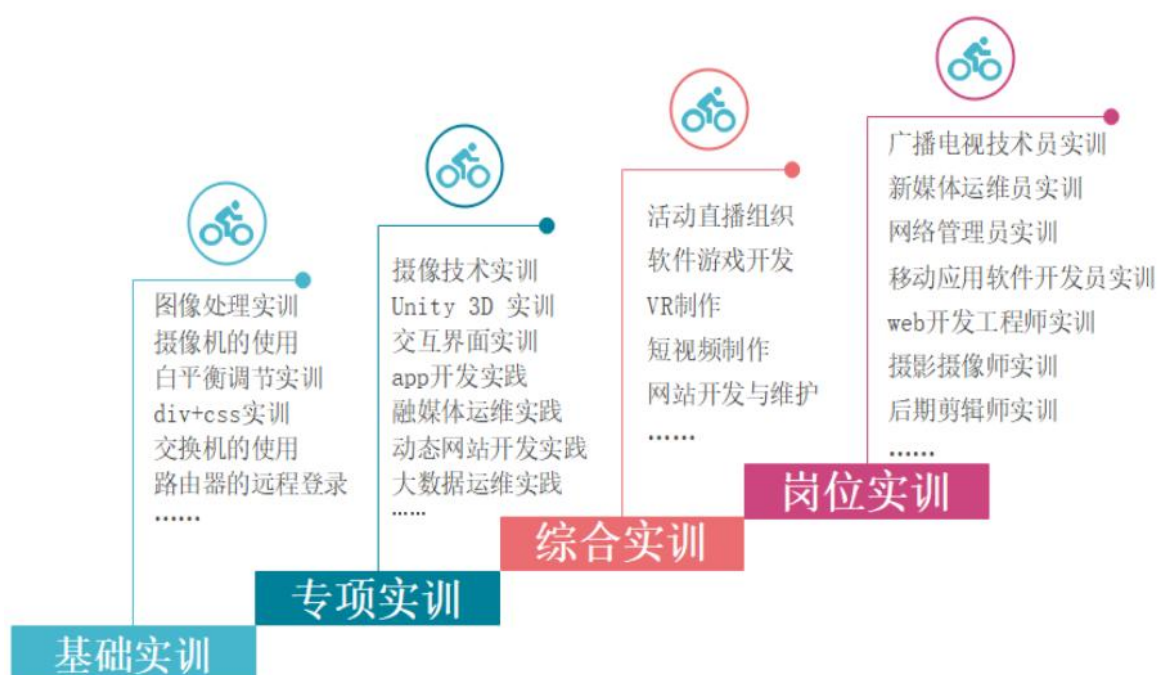 图像处理实训
摄像机的使用
白平衡调节实训
div+css实训
交换机的使用
路由器的远程登录
……
基础实训
摄像技术实训
Unity 3D 实训
交互界面实训
app开发实践
融媒体运维实践
动态网站开发实践
大数据运维实践
……
专项实训
活动直播组织
软件游戏开发
VR制作
短视频制作
网站开发与维护
……
综合实训
广播电视技术员实训
新媒体运维员实训
网络管理员实训
移动应用软件开发员实训
web开发工程师实训
摄影摄像师实训
后期剪辑师实训
……
岗位实训